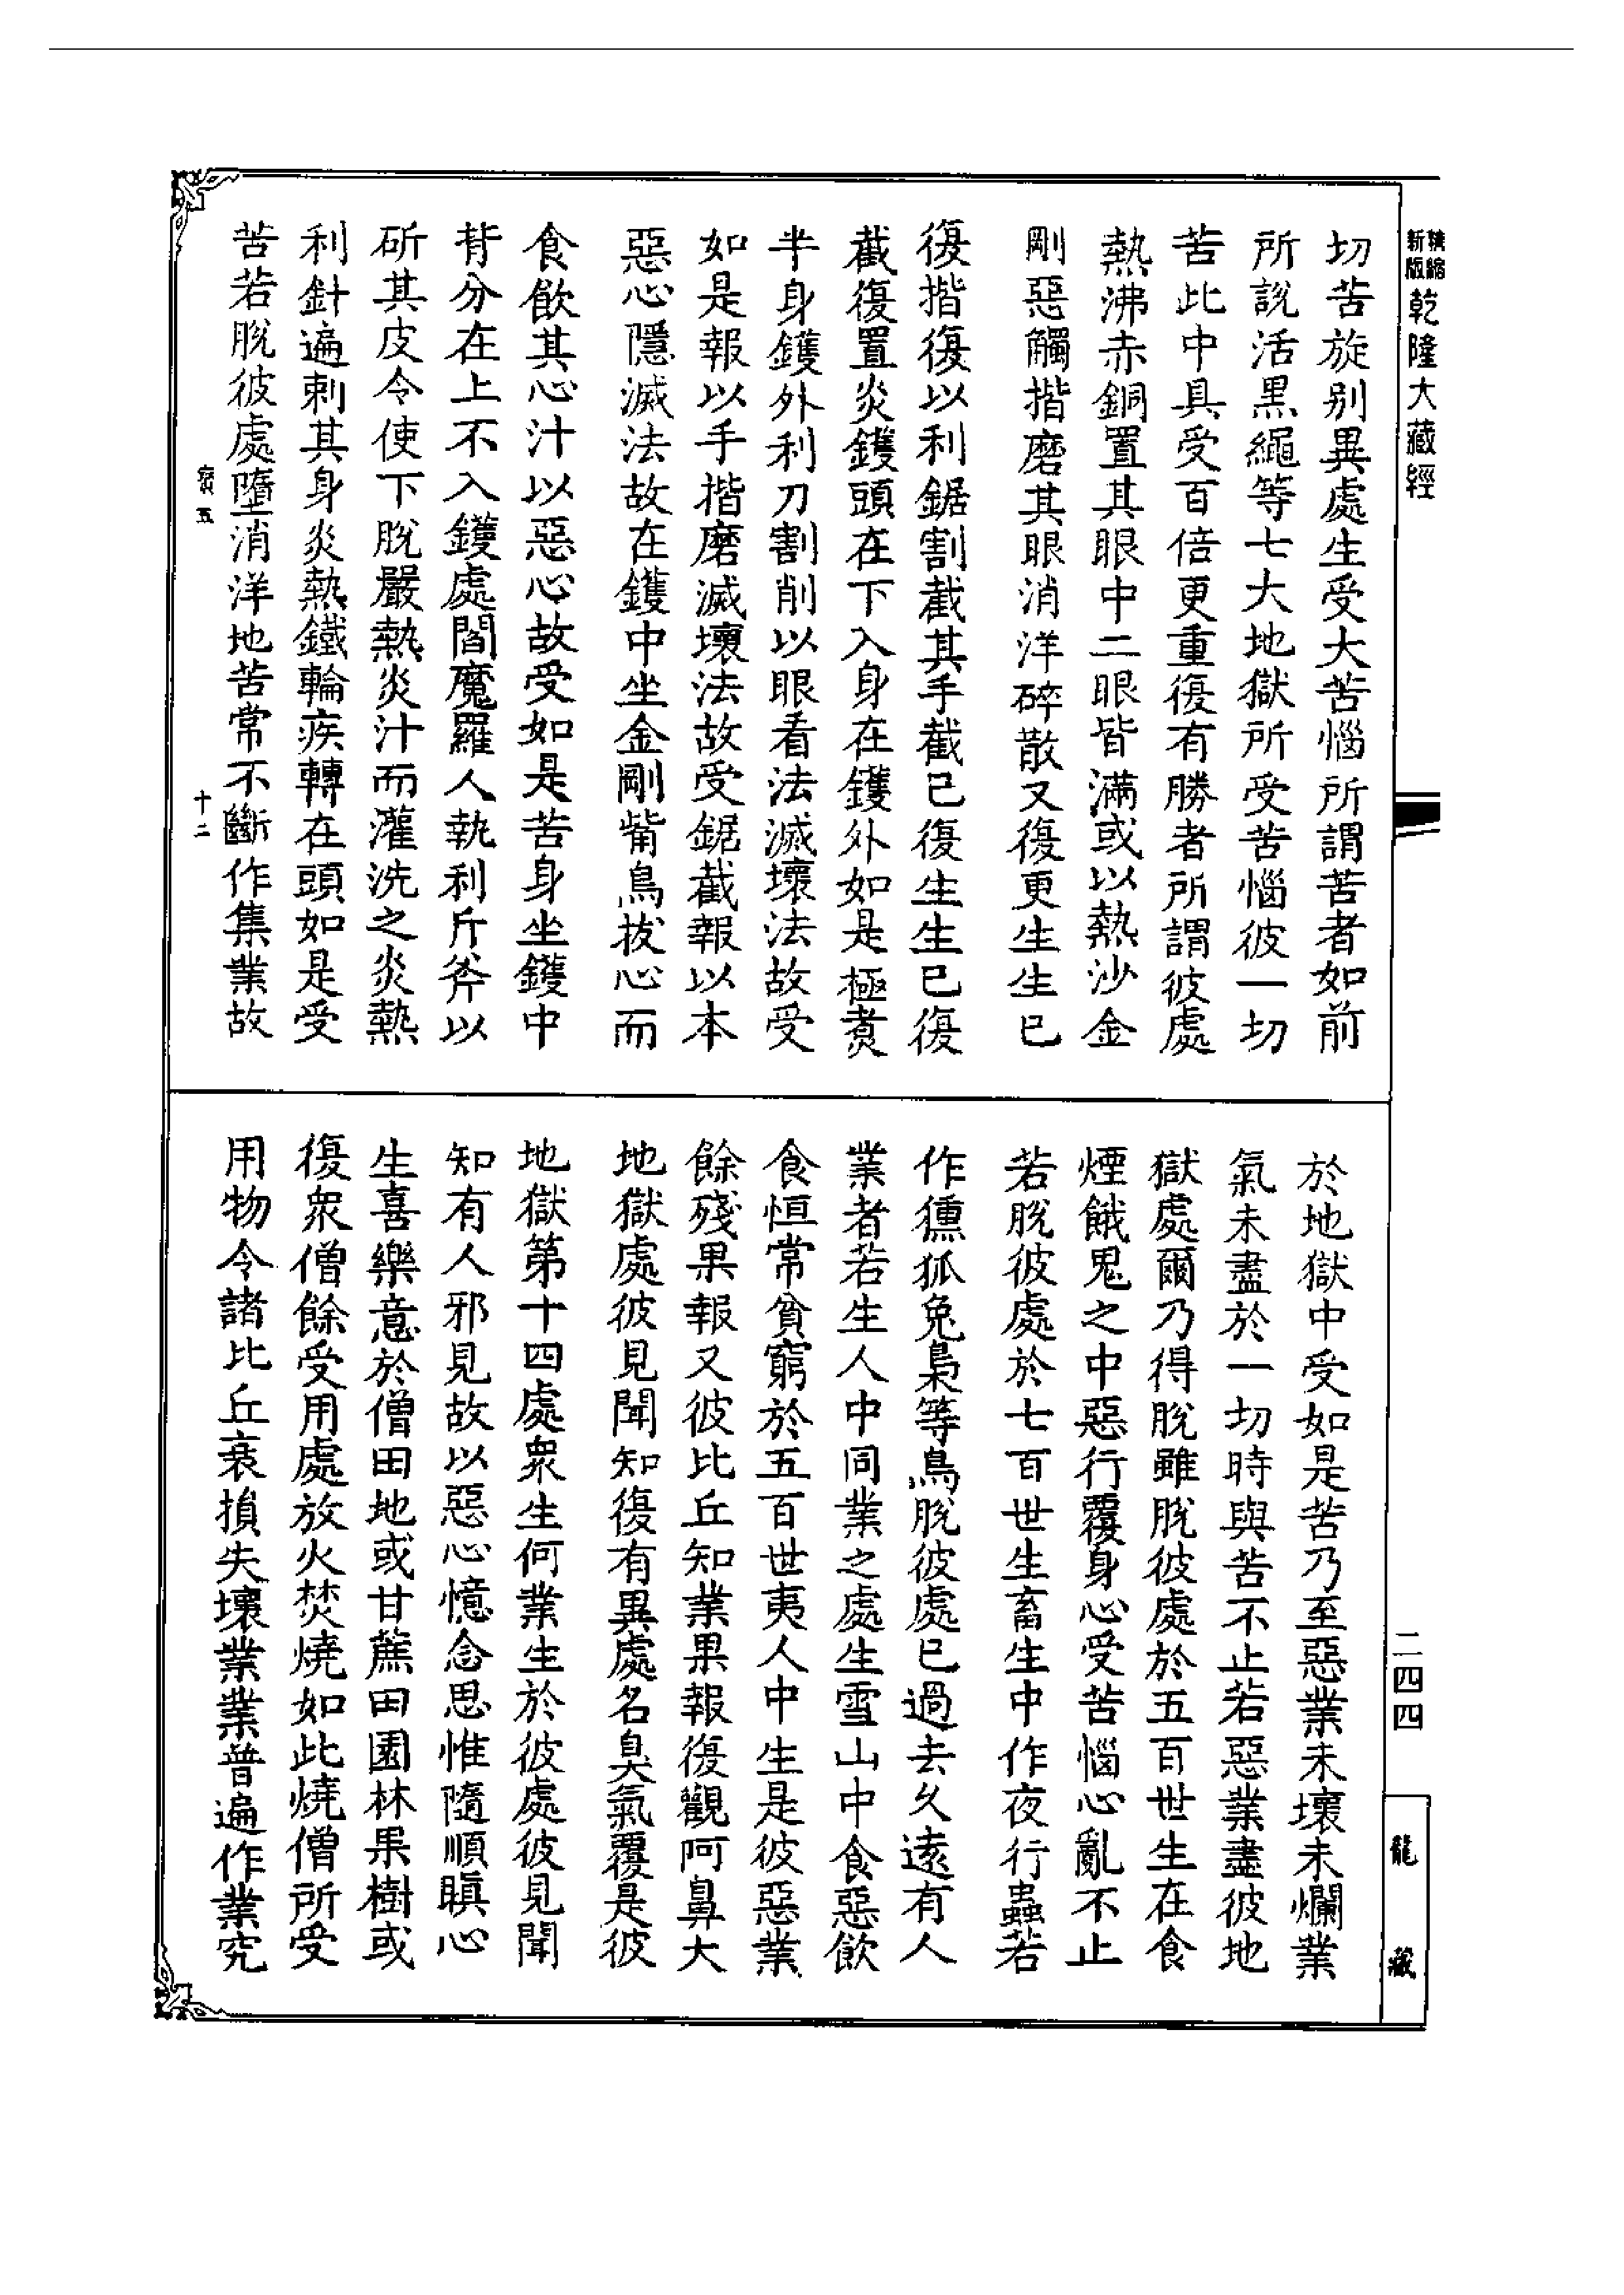 新版
精縮
乾隆大藏經
切苦旋别異處生受大苦惱所謂苦者如前
所說活黑繩等七大地獄所受苦惱彼一切
苦此中具受百倍更重復有勝者所謂彼處
熱沸赤銅置其眼中二眼皆滿或以熱沙金
剛惡觸揩磨其眼消洋碎散又復更生生已
復揩復以利鋸割截其手截已復生生已復
截復置炎鑊頭在下入身在鑊外如是極煑
半身鑊外利刀割削以眼看法滅壞法故受
如是報以手揩磨滅壞法故受鋸截報以本
惡心隱滅法故在鑊中坐金剛觜鳥拔心而
食飲其心汁以惡心故受如是苦身坐鑊中
背分在上不入鑊處閻魔羅人執利斤斧以
斫其皮令使下脫嚴熱炎汁而灌洗之炎熱
利針遍刺其身炎熱鐵輪疾轉在頭如是受
苦若脫彼處墮消洋地苦常不斷作集業故
五
十二
於地獄中受如是苦乃至惡業未壞未爛業
氣未盡於一切時與苦不止若惡業盡彼地
獄處爾乃得脫雖脫彼處於五百世生在食
煙餓鬼之中惡行覆身心受苦惱心亂不止
若脫彼處於七百世生畜生中作夜行蟲若
作獯狐兔梟等鳥脫彼處已過去久遠有人
業者若生人中同業之處生雪山中食惡飲
食恒常貧窮於五百世夷人中生是彼惡業
餘殘果報又彼比丘知業果報復觀阿鼻大
地獄處彼見聞知復有異處名臭氣覆是彼
地獄第十四處眾生何業生於彼處彼見聞
知有人邪見故以惡心憶念思惟隨順瞋心
生喜樂意於僧田地或甘蔗田園林果樹或
復眾僧餘受用處放火焚燒如此燒僧所受
用物令諸比丘衰損失壞業業普遍作業究
二四四
龍藏